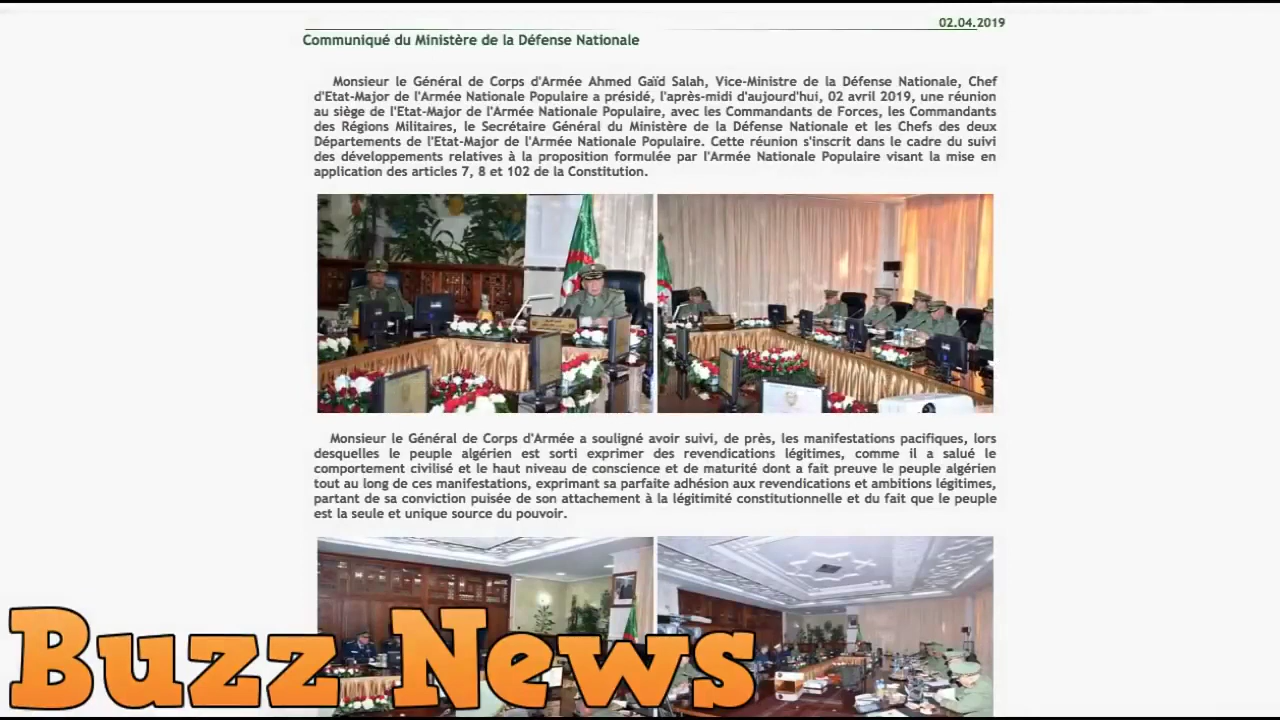 02.04.2019
Communiqué du Ministère de la Défense Nationale
Monsieur le Général de Corps d'Armée Ahmed Gaïd Salah, Vice-Ministre de la Défense Nationale, Chef
d'Etat-Major de l'Armée Nationale Populaire a présidé, l'après-midi d'aujourd'hui, 02 avril 2019, une réunion
au siège de l'Etat-Major de l'Armée Nationale Populaire, avec les Commandants de Forces, les Commandants
des Régions Militaires, le Secrétaire Général du Ministère de la Défense Nationale et les Chefs des deux
Départements de l'Etat-Major de l'Armée Nationale Populaire. Cette réunion s'inscrit dans le cadre du suivi
des développements relatives à la proposition formulée par l'Armée Nationale Populaire visant la mise en
application des articles 7, 8 et 102 de la Constitution.
Monsieur le Général de Corps d'Armée a souligné avoir suivi, de près, les manifestations pacifiques, lors
desquelles le peuple algérien est sorti exprimer des revendications légitimes, comme il a salué le
comportement civilisé et le haut niveau de conscience et de maturité dont a fait preuve le peuple algérien
tout au long de ces manifestations, exprimant sa parfaite adhésion aux revendications et ambitions légitimes,
partant de sa conviction puisée de son attachement à la légitimité constitutionnelle et du fait que le peuple
est la seule et unique source du pouvoir.
Buzz News